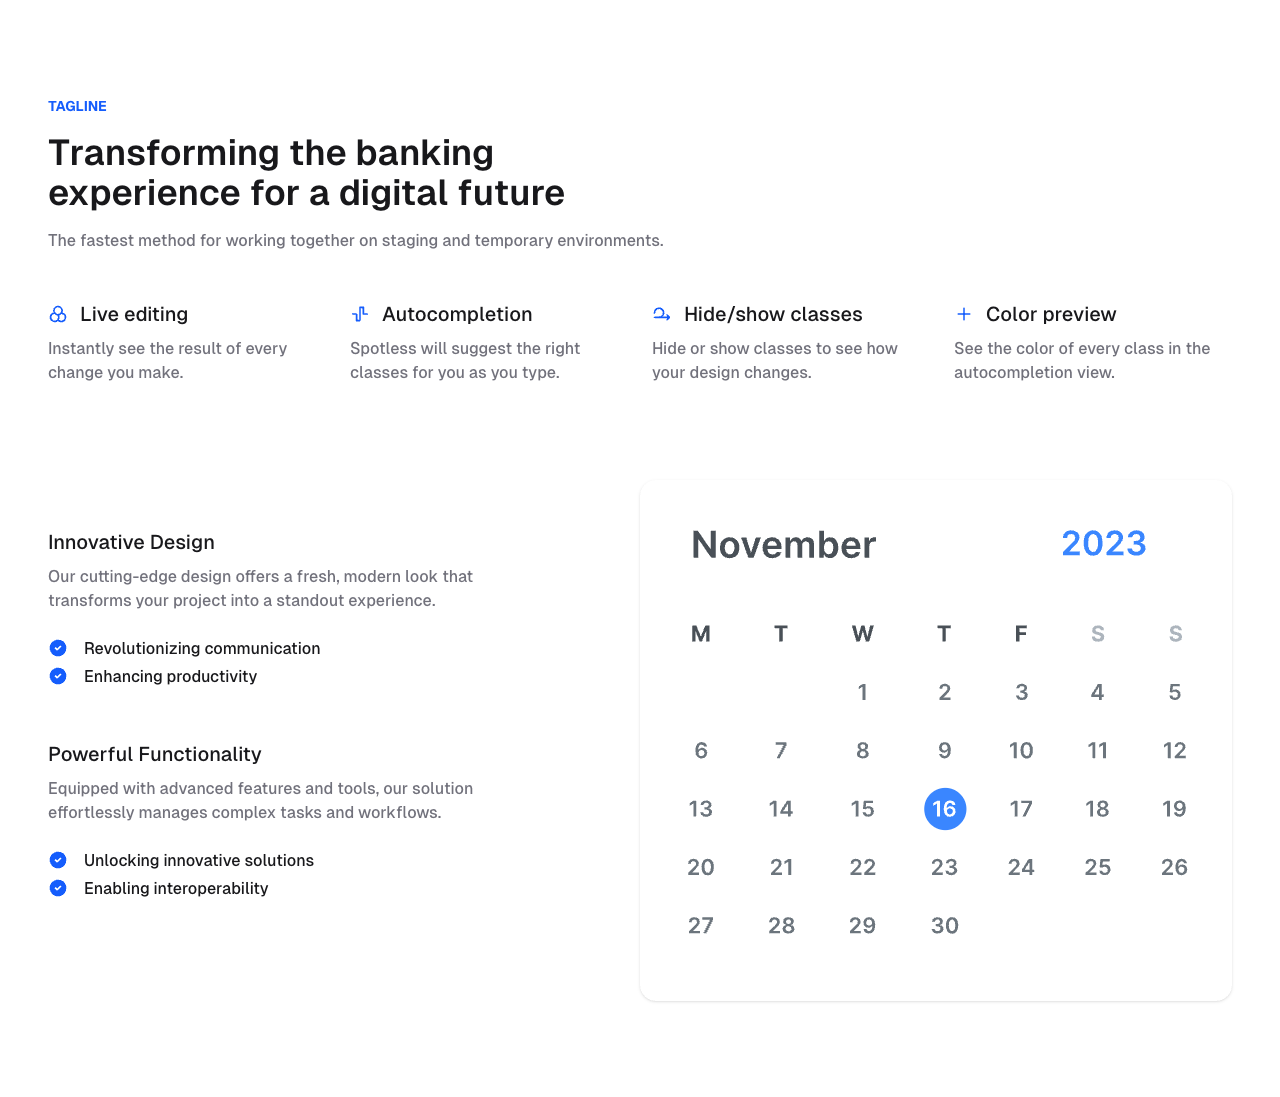 TAGLINE
Transforming the banking
experience for a digital future
The fastest method for working together on staging and temporary environments.
Live editing
Instantly see the result of every
change you make.
Autocompletion
Spotless will suggest the right
classes for you as you type.
Hide/show classes
Hide or show classes to see how
your design changes.
Color preview
See the color of every class in the
autocompletion view.
Innovative Design
Our cutting-edge design offers a fresh, modern look that
transforms your project into a standout experience.
Revolutionizing communication
Enhancing productivity
Powerful Functionality
Equipped with advanced features and tools, our solution
effortlessly manages complex tasks and workflows.
Unlocking innovative solutions
Enabling interoperability
November 2023
M T W T F S S
1 2 3 4 5
6 7 8 9 10 11 12
13 14 15 16 17 18 19
20 21 22 23 24 25 26
27 28 29 30